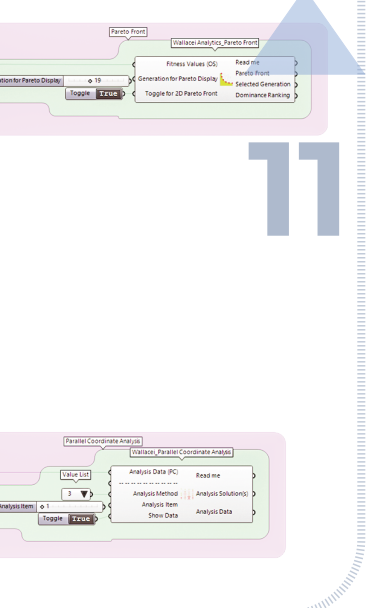 Pareto Front
Wallacei Analytics_Pareto Front
Fitness Values (OS)
Read me
Generation for Pareto Display
Pareto Front
Selected Generation
Toggle for 2D Pareto Front
Dominance Ranking
ation for Pareto Display
19
Toggle
True
11
Parallel Coordinate Analysis
Wallacei_Parallel Coordinate Analysis
Value List
Analysis Data (PC)
Read me
3
Analysis Method
Analysis Solution(s)
Analysis Item
1
Analysis Item
Analysis Data
Toggle
True
Show Data